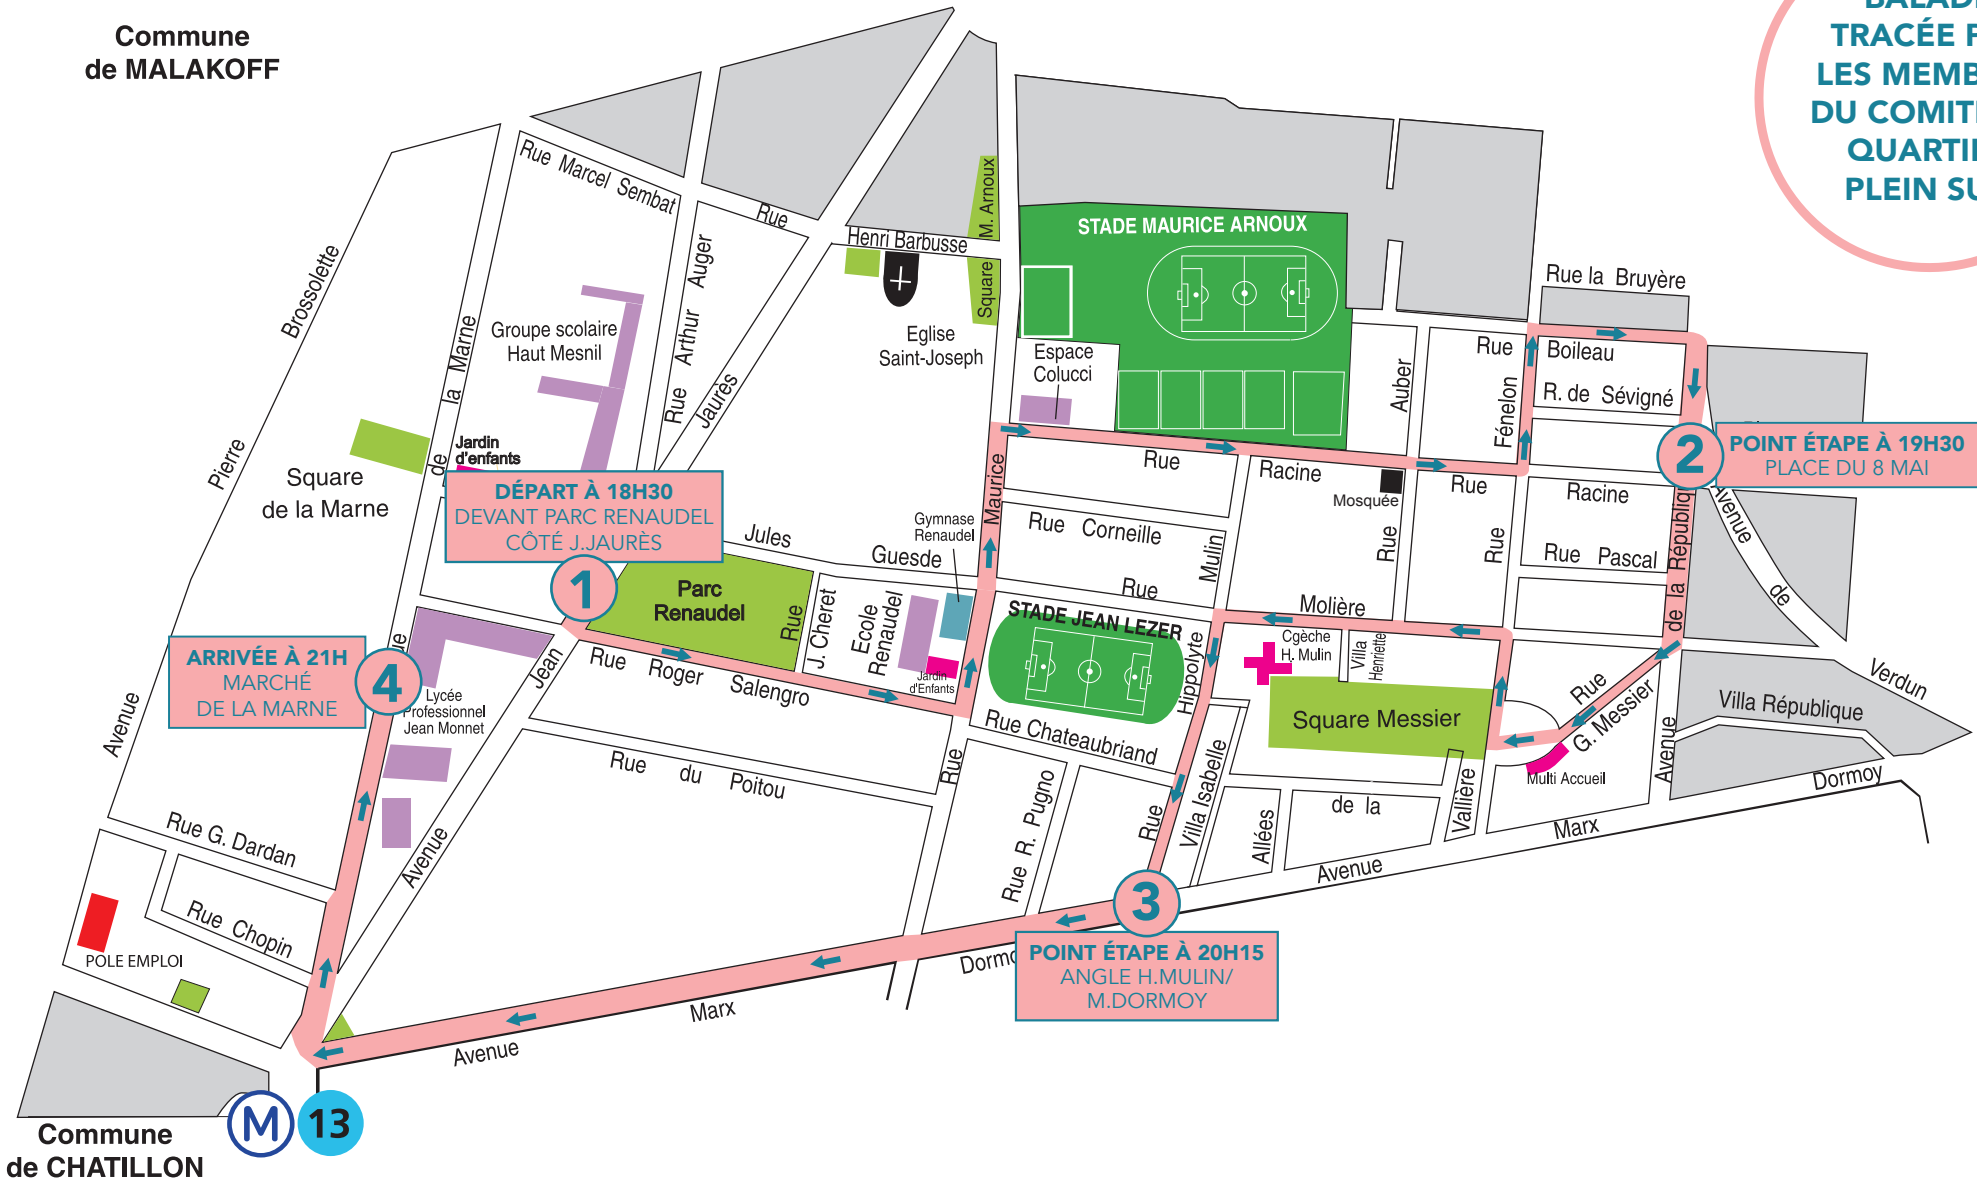 Commune
de MALAKOFF
TRACÉE
PLEIN
Rue Marcel Sembat
Rue
Henri Barbusse
Square M. Arnoux
STADE MAURICE ARNOUX
Rue la Bruyère
Brossolette
Pierre
Avenue
Groupe scolaire
Haut Mesnil
de la Marne
Rue Arthur Auger
Jaurès
Eglise
Saint-Joseph
Espace
Colucci
Rue Boileau
R. de Sévigné
Auber
Rue
Fénelon
Rue
Jardin
d'enfants
Square
de la Marne
DÉPART À 18H30
DEVANT PARC RENAUDEL
CÔTÉ J.JAURÈS
1
2
POINT ÉTAPE À 19H30
PLACE DU 8 MAI
Rue Racine
Rue Racine
Mosquée
Maurice
Rue
Gymnase
Renaudel
Jules Guesde
Rue Corneille
Rue Molière
Mulin
Hippolyte
Rue
Rue Pascal
de la République
Avenue
Avenue de Verdun
Parc
Renaudel
Rue J. Cheret
Ecole
Renaudel
Jardin
d'Enfants
STADE JEAN LEZER
Cgèche
H. Mulin
Villa
Henriette
Square Messier
Rue G. Messier
Villa République
Multi Accueil
ARRIVÉE À 21H
MARCHÉ
DE LA MARNE
4
Lycée
Professionnel
Jean Monnet
Jean
Avenue
Rue Roger Salengro
Rue Chateaubriand
Rue du Poitou
Rue R. Pugno
Villa Isabelle
Allées de la Vallière
Avenue Marx Dormoy
Rue G. Dardan
Rue Chopin
POLE EMPLOI
3
POINT ÉTAPE À 20H15
ANGLE H.MULIN/
M.DORMOY
Avenue Marx
M 13
Commune
de CHATILLON